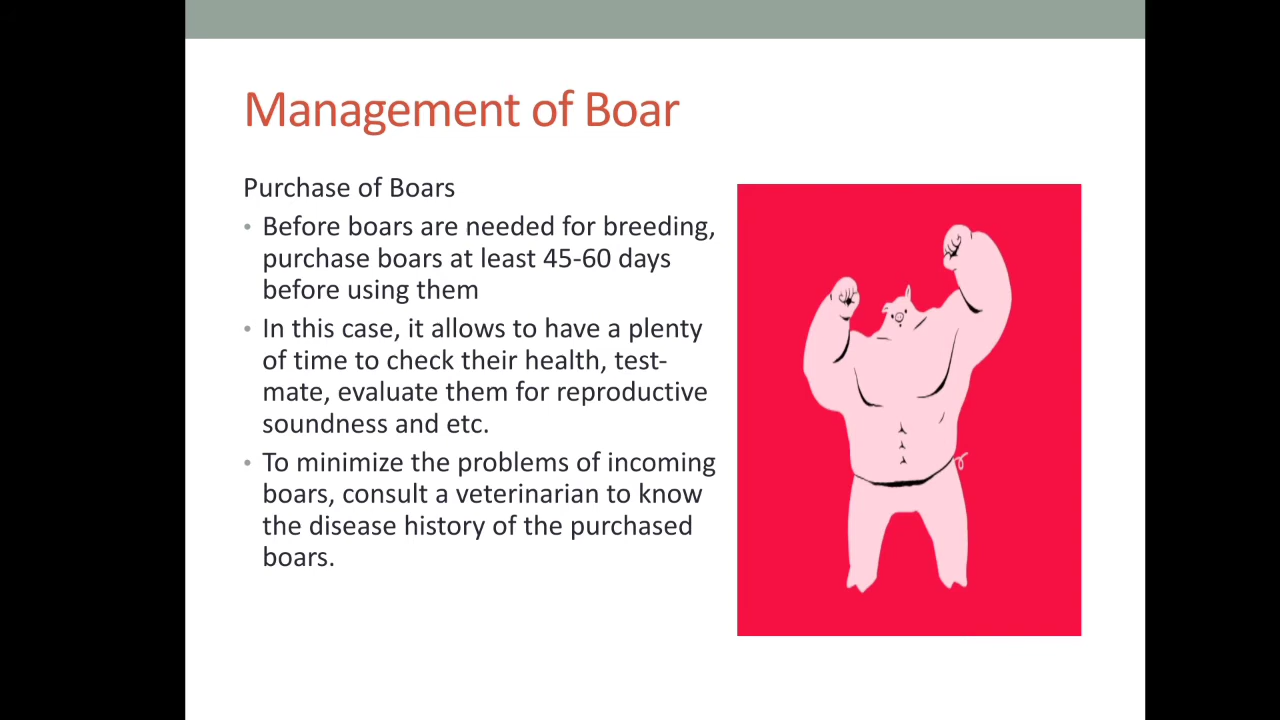 Management of Boar
Purchase of Boars
• Before boars are needed for breeding,
purchase boars at least 45-60 days
before using them
• In this case, it allows to have a plenty
of time to check their health, test-
mate, evaluate them for reproductive
soundness and etc.
• To minimize the problems of incoming
boars, consult a veterinarian to know
the disease history of the purchased
boars.